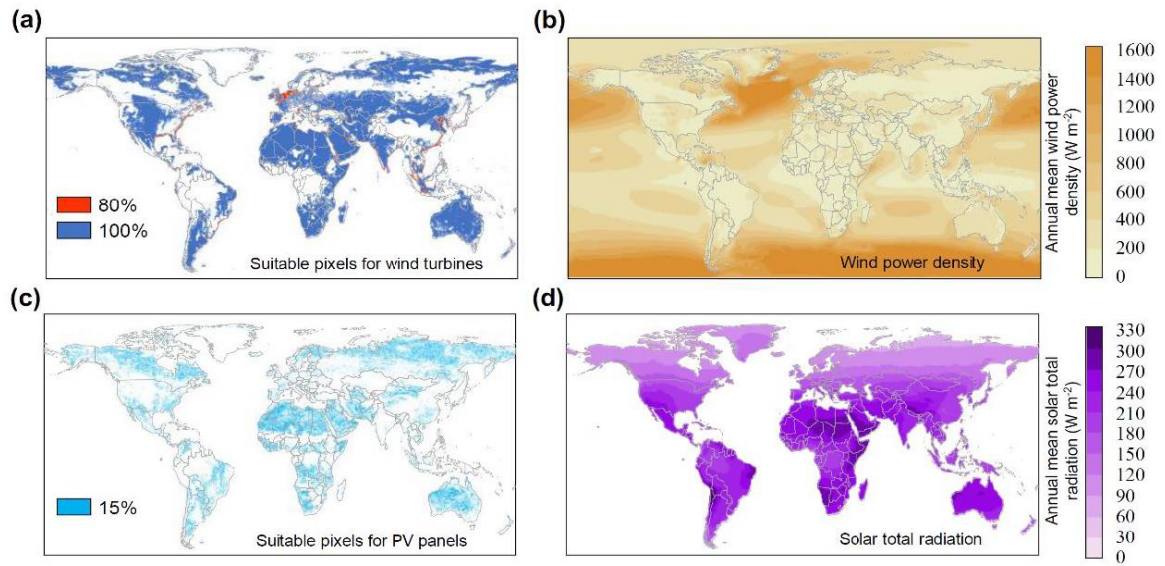 (a)
80%
100%
Suitable pixels for wind turbines
(b)
Wind power density
Annual mean wind power
density (W m⁻²)
1600
1400
1200
1000
800
600
400
200
0
(c)
15%
Suitable pixels for PV panels
(d)
Solar total radiation
Annual mean solar total
radiation (W m⁻²)
330
300
270
240
210
180
150
120
90
60
30
0